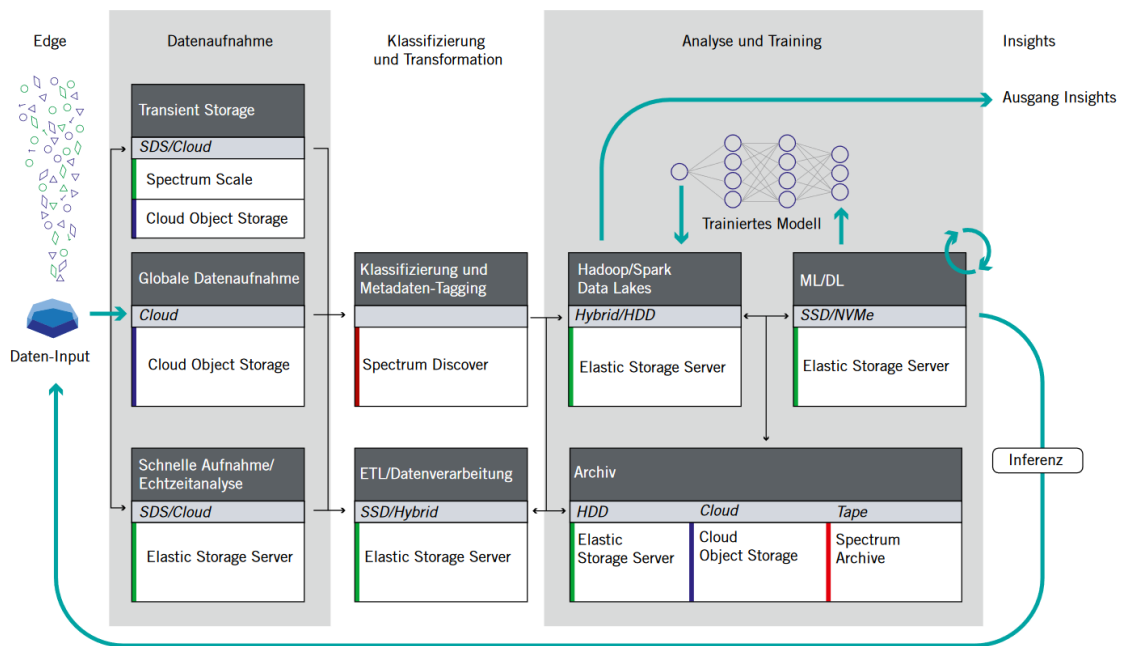 Edge
Datenaufnahme
Klassifizierung
und Transformation
Analyse und Training
Insights
Daten-Input
Transient Storage
SDS/Cloud
Spectrum Scale
Cloud Object Storage
Globale Datenaufnahme
Cloud
Cloud Object Storage
Schnelle Aufnahme/
Echtzeitanalyse
SDS/Cloud
Elastic Storage Server
Klassifizierung und
Metadaten-Tagging
Spectrum Discover
ETL/Datenverarbeitung
SSD/Hybrid
Elastic Storage Server
Trainiertes Modell
Hadoop/Spark
Data Lakes
Hybrid/HDD
Elastic Storage Server
ML/DL
SSD/NVMe
Elastic Storage Server
Archiv
HDD
Elastic
Storage Server
Cloud
Cloud
Object Storage
Tape
Spectrum
Archive
Ausgang Insights
Inferenz